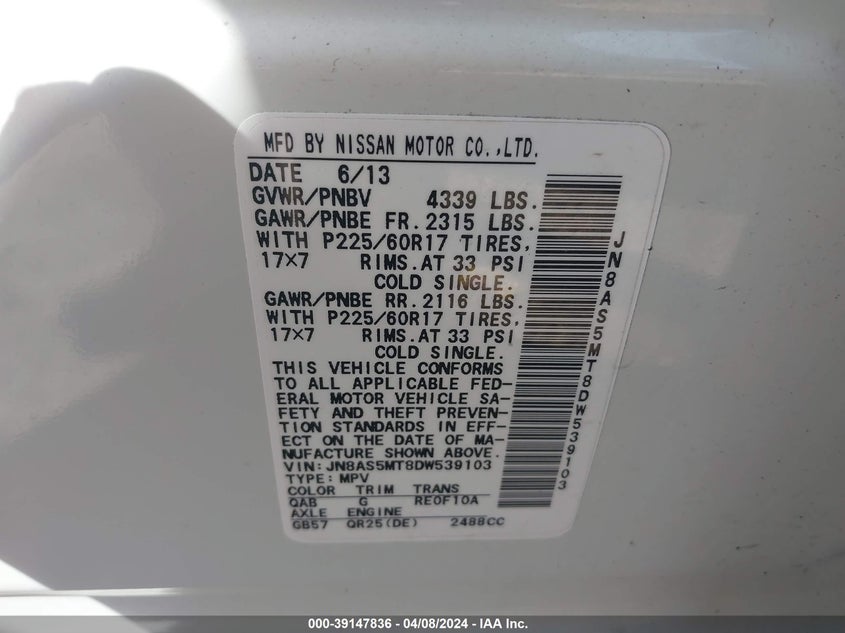 MFD BY NISSAN MOTOR CO.,LTD.
DATE 6/13
GVWR/PNBV 4339 LBS.
GAWR/PNBE FR. 2315 LBS.
WITH P225/60R17 TIRES,
17×7 RIMS. AT 33 PSI
COLD SINGLE.
GAWR/PNBE RR. 2116 LBS.
WITH P225/60R17 TIRES,
17×7 RIMS. AT 33 PSI
COLD SINGLE.
THIS VEHICLE CONFORMS
TO ALL APPLICABLE FED-
ERAL MOTOR VEHICLE SA-
FETY AND THEFT PREVEN-
TION STANDARDS IN EFF-
ECT ON THE DATE OF MA-
NUFACTURE SHOWN ABOVE.
VIN: JN8AS5MT8DW539103
TYPE: MPV
COLOR TRIM TRANS
QAB G RE0F10A
AXLE ENGINE
GB57 QR25(DE) 2488CC
JN8AS5MT8DW539103
000-39147836 - 04/08/2024 - IAA Inc.